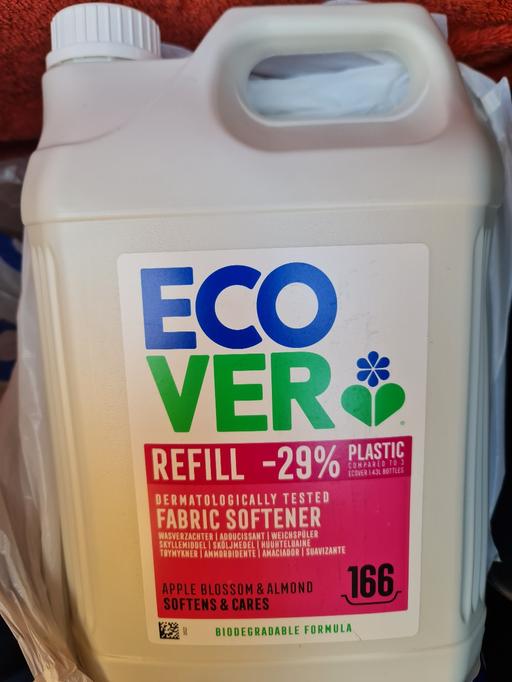 ECO
VER
REFILL -29% PLASTIC
COMPARED TO 3
ECOVER 1.43L BOTTLES
DERMATOLOGICALLY TESTED
FABRIC SOFTENER
WASVERZACHTER | ADOUCISSANT | WEICHSPÜLER
SKYLLEMIDDEL | SKÖLJMEDEL | HUUHTELUAINE
TØYMYKNER | AMMORBIDENTE | AMACIADOR | SUAVIZANTE
APPLE BLOSSOM & ALMOND
SOFTENS & CARES
166
BIODEGRADABLE FORMULA